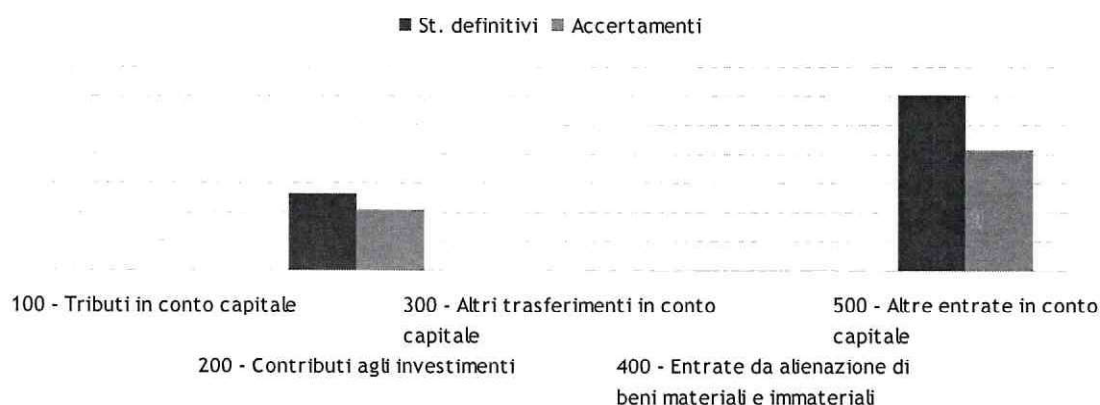 St. definitivi Accertamenti
100 - Tributi in conto capitale
200 - Contributi agli investimenti
300 - Altri trasferimenti in conto
capitale
400 - Entrate da alienazione di
beni materiali e immateriali
500 - Altre entrate in conto
capitale